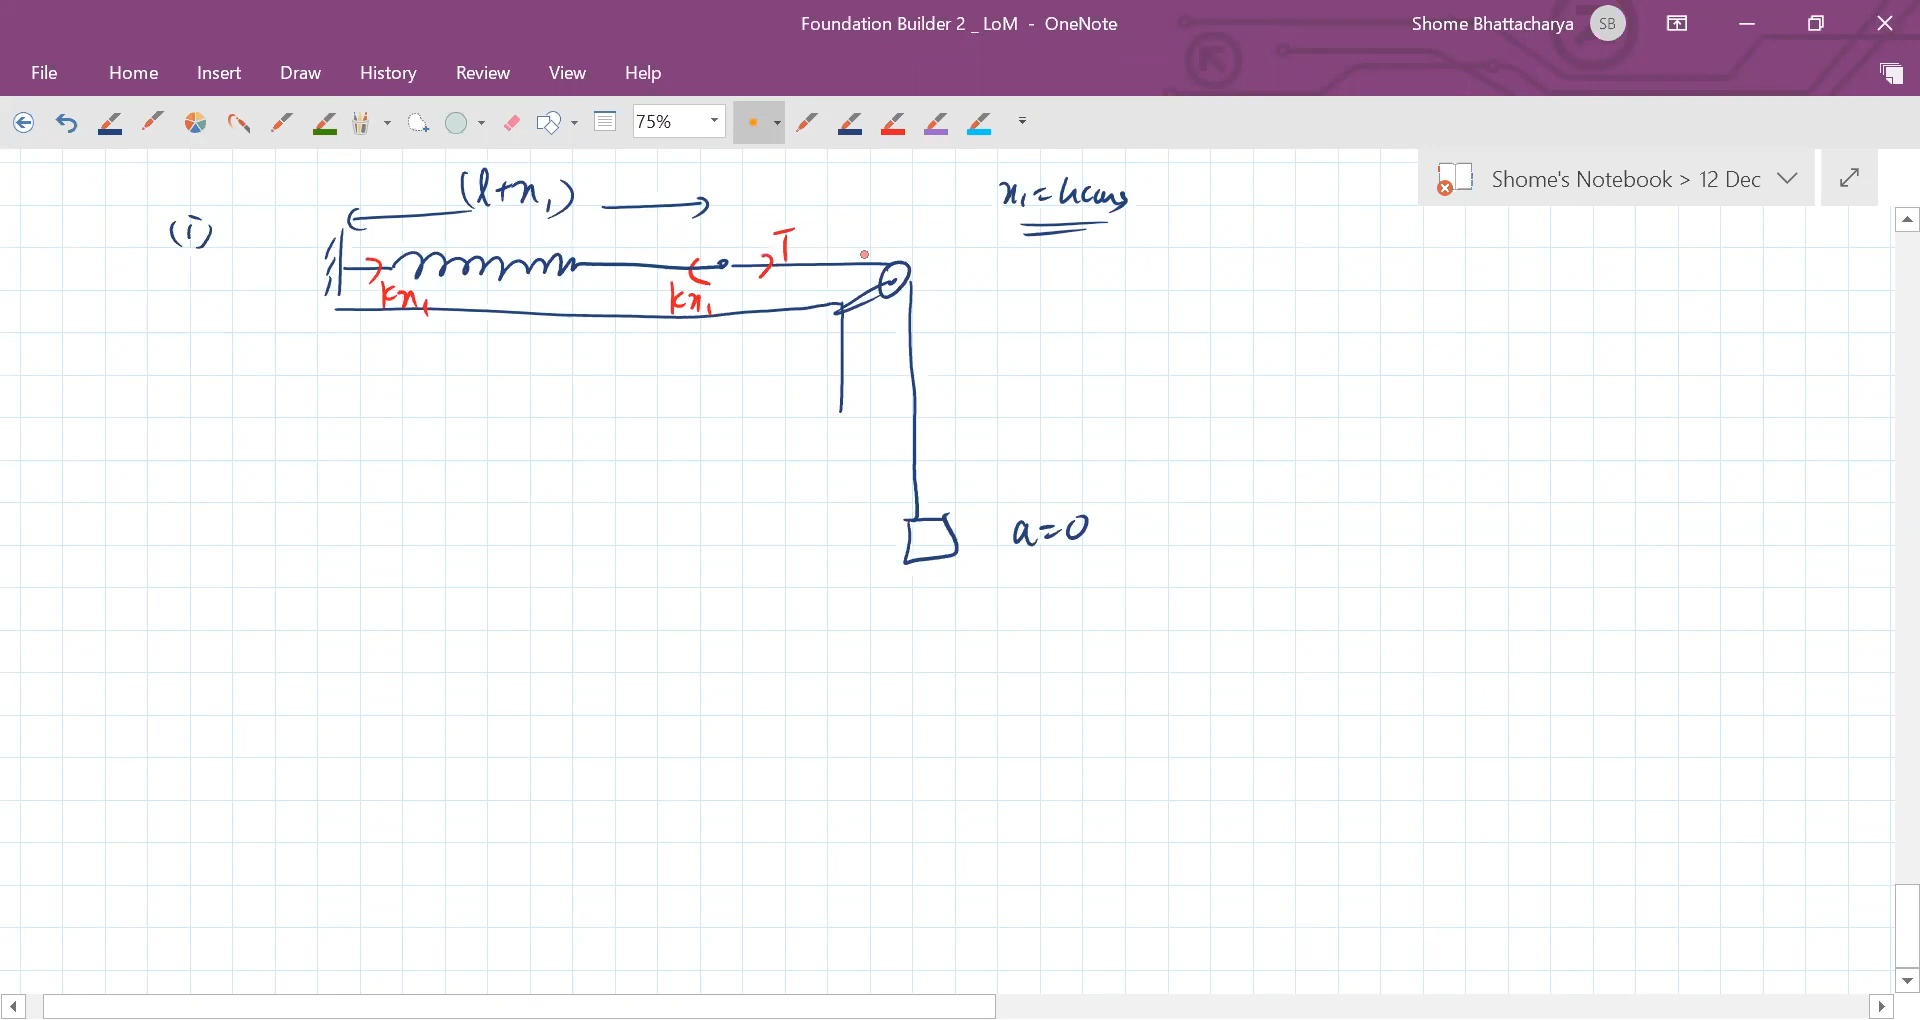 Foundation Builder 2 _ LoM - OneNote
Shome Bhattacharya
SB
File Home Insert Draw History Review View Help
75%
Shome's Notebook > 12 Dec
(l+x₁)
x₁ =
(i)
T
kx₁
kx₁
a=0